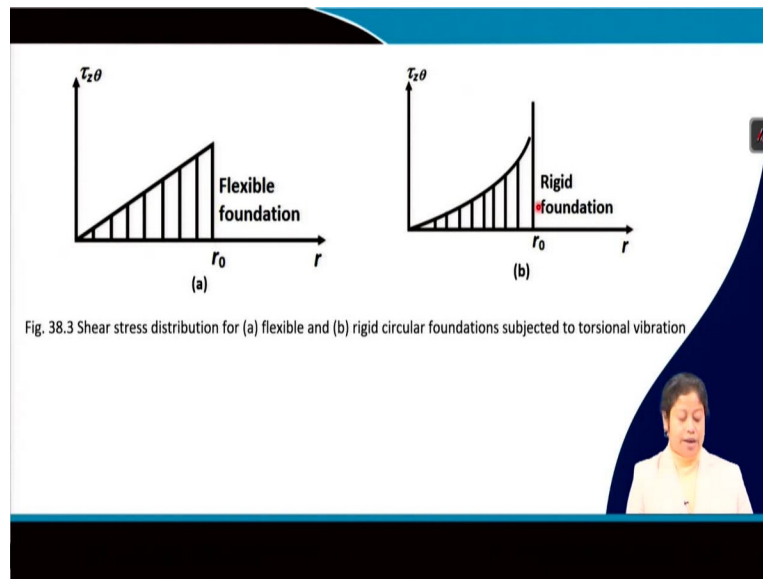 τzθ
Flexible
foundation
r0
r
(a)
τzθ
Rigid
foundation
r0
r
(b)
Fig. 38.3 Shear stress distribution for (a) flexible and (b) rigid circular foundations subjected to torsional vibration